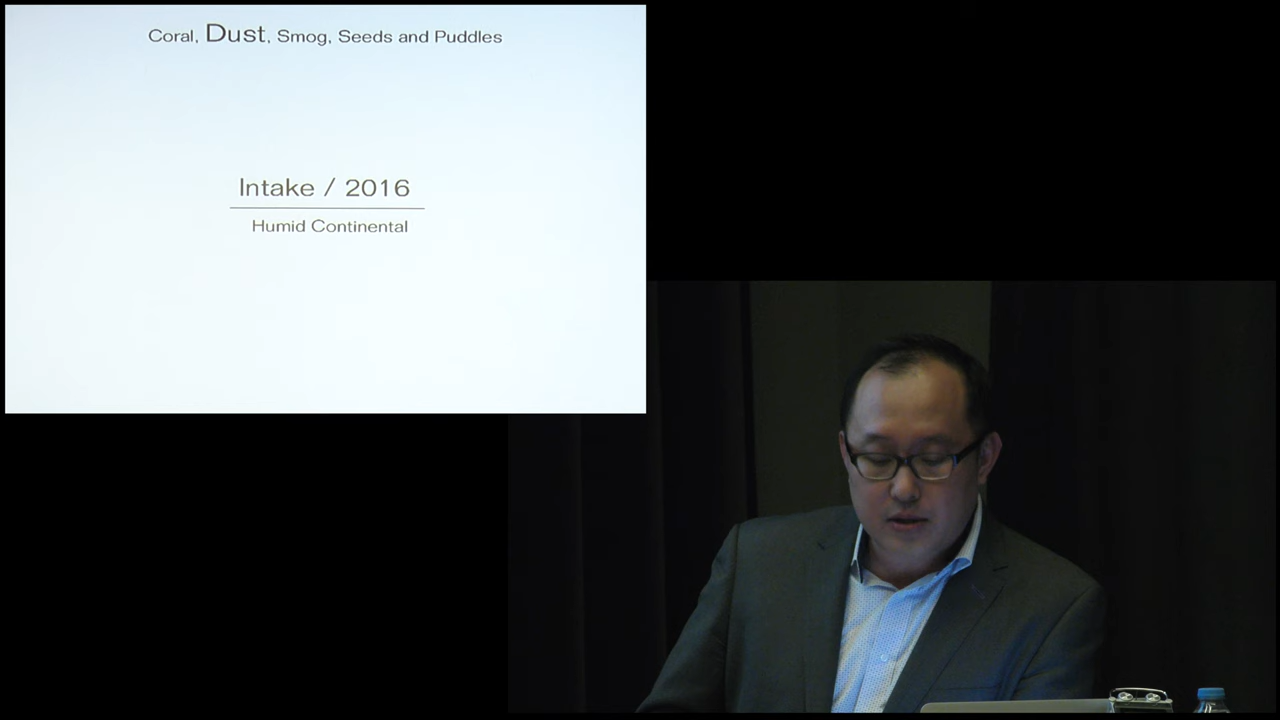 Coral, Dust, Smog, Seeds and Puddles
Intake / 2016
Humid Continental